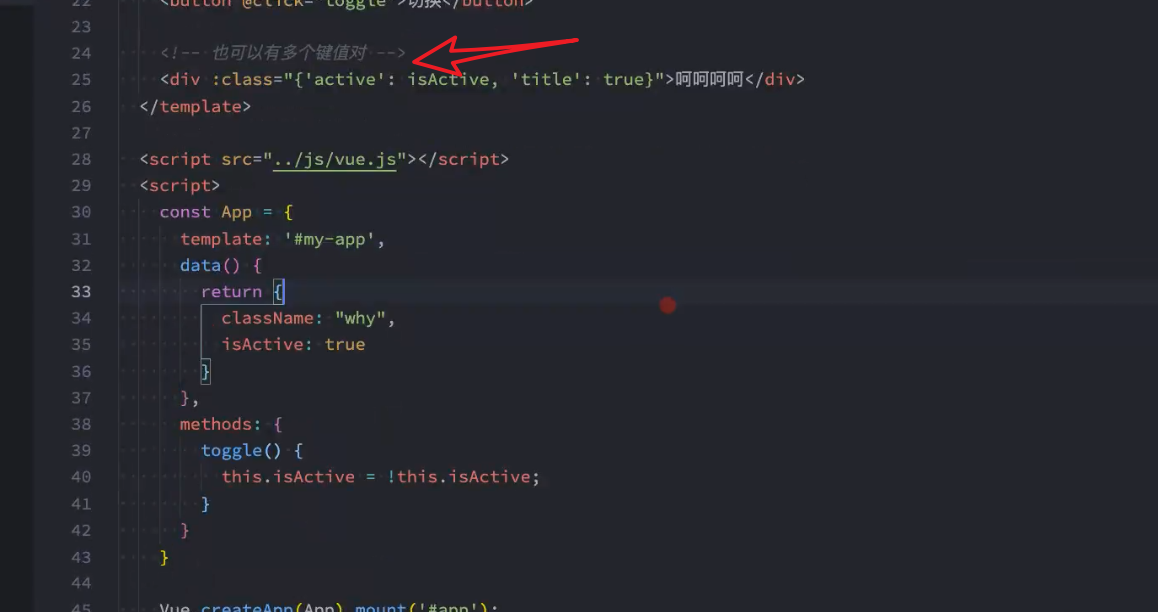 22 <button @click="toggle">切换</button>
23
24 <!-- 也可以有多个键值对 -->
25 <div :class="{'active': isActive, 'title': true}">呵呵呵呵</div>
26 </template>
27
28 <script src="../js/vue.js"></script>
29 <script>
30 const App = {
31 template: '#my-app',
32 data() {
33 return {
34 className: "why",
35 isActive: true
36 }
37 },
38 methods: {
39 toggle() {
40 this.isActive = !this.isActive;
41 }
42 }
43 }
44
45 Vue.createApp(App).mount('#app');